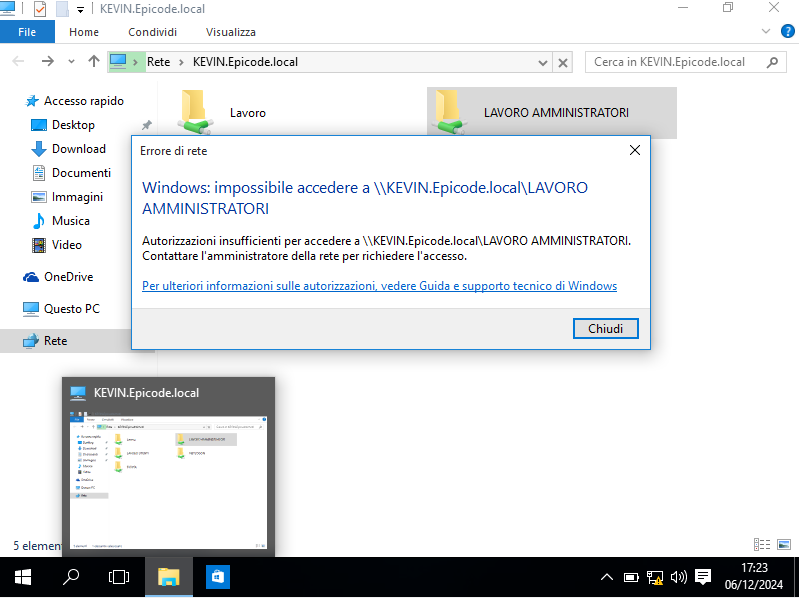 KEVIN.Epicode.local
File Home Condividi Visualizza
Rete KEVIN.Epicode.local
Cerca in KEVIN.Epicode.local
Accesso rapido
Desktop
Download
Documenti
Immagini
Musica
Video
OneDrive
Questo PC
Rete
Lavoro
LAVORO AMMINISTRATORI
Errore di rete
Windows: impossibile accedere a \\KEVIN.Epicode.local\LAVORO
AMMINISTRATORI
Autorizzazioni insufficienti per accedere a \\KEVIN.Epicode.local\LAVORO AMMINISTRATORI.
Contattare l'amministratore della rete per richiedere l'accesso.
Per ulteriori informazioni sulle autorizzazioni, vedere Guida e supporto tecnico di Windows
Chiudi
KEVIN.Epicode.local
5 element
17:23
06/12/2024